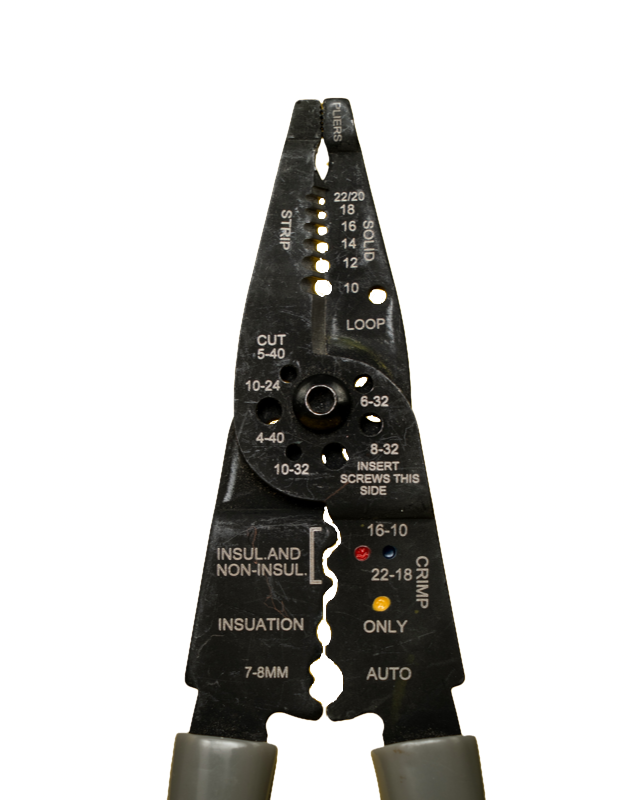 PLIERS
STRIP
SOLID
22/20
18
16
14
12
10
LOOP
CUT
5-40
10-24
6-32
4-40
8-32
10-32
INSERT
SCREWS THIS
SIDE
16-10
INSUL.AND
NON-INSUL.
22-18
CRIMP
INSUATION
ONLY
7-8MM
AUTO